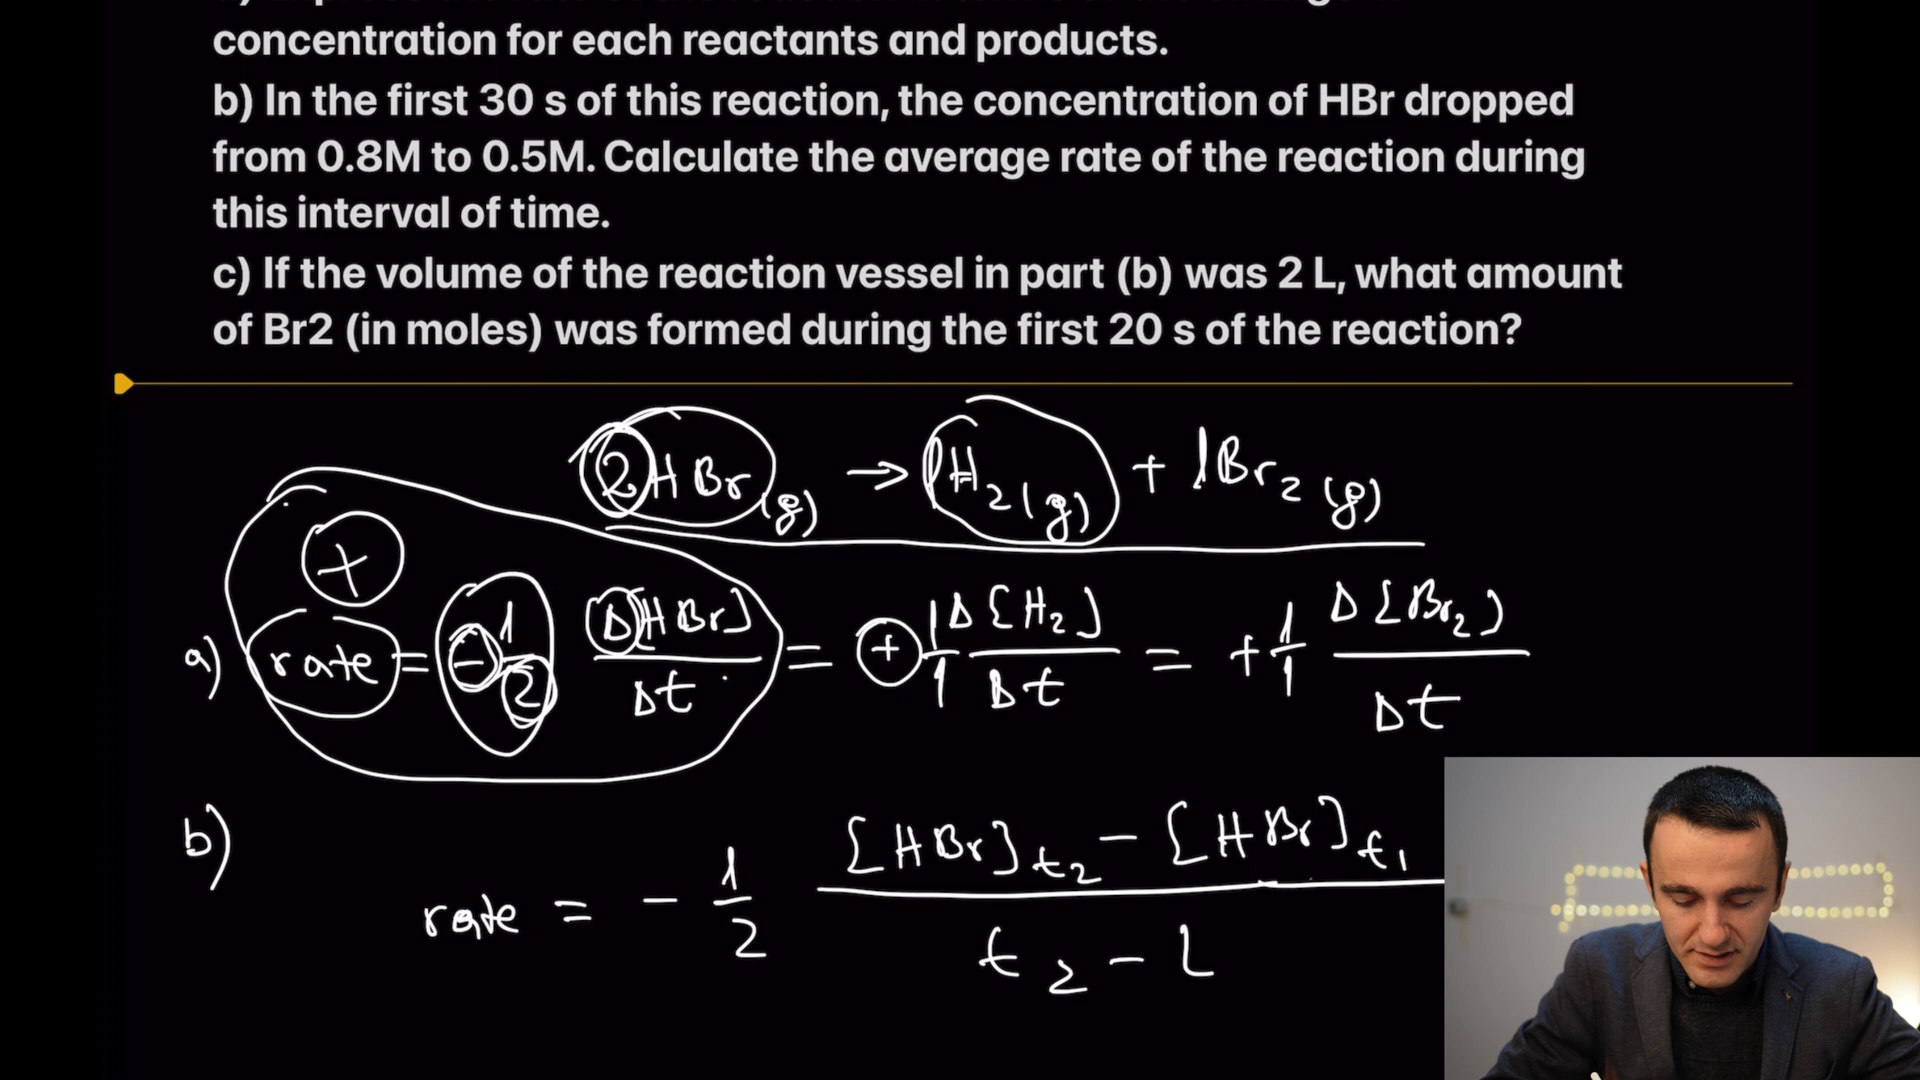 concentration for each reactants and products.
b) In the first 30 s of this reaction, the concentration of HBr dropped
from 0.8M to 0.5M. Calculate the average rate of the reaction during
this interval of time.
c) If the volume of the reaction vessel in part (b) was 2 L, what amount
of Br2 (in moles) was formed during the first 20 s of the reaction?
2HBr(g) → 1H₂(g) + 1Br₂(g)
+
a) rate = - 1/2 Δ[HBr]/Δt = + 1/1 Δ[H₂]/Δt = + 1/1 Δ[Br₂]/Δt
b)
rate = - 1/2 [HBr]t₂ - [HBr]t₁ / t₂ -